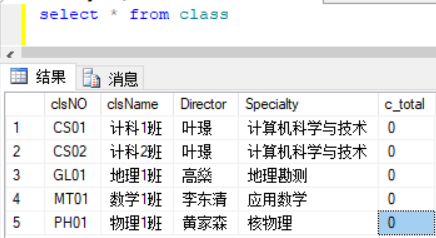 select * from class
结果 消息
clsNO clsName Director Specialty c_total
1 CS01 计科1班 叶璟 计算机科学与技术 0
2 CS02 计科2班 叶璟 计算机科学与技术 0
3 GL01 地理1班 高燊 地理勘测 0
4 MT01 数学1班 李东清 应用数学 0
5 PH01 物理1班 黄家森 核物理 0